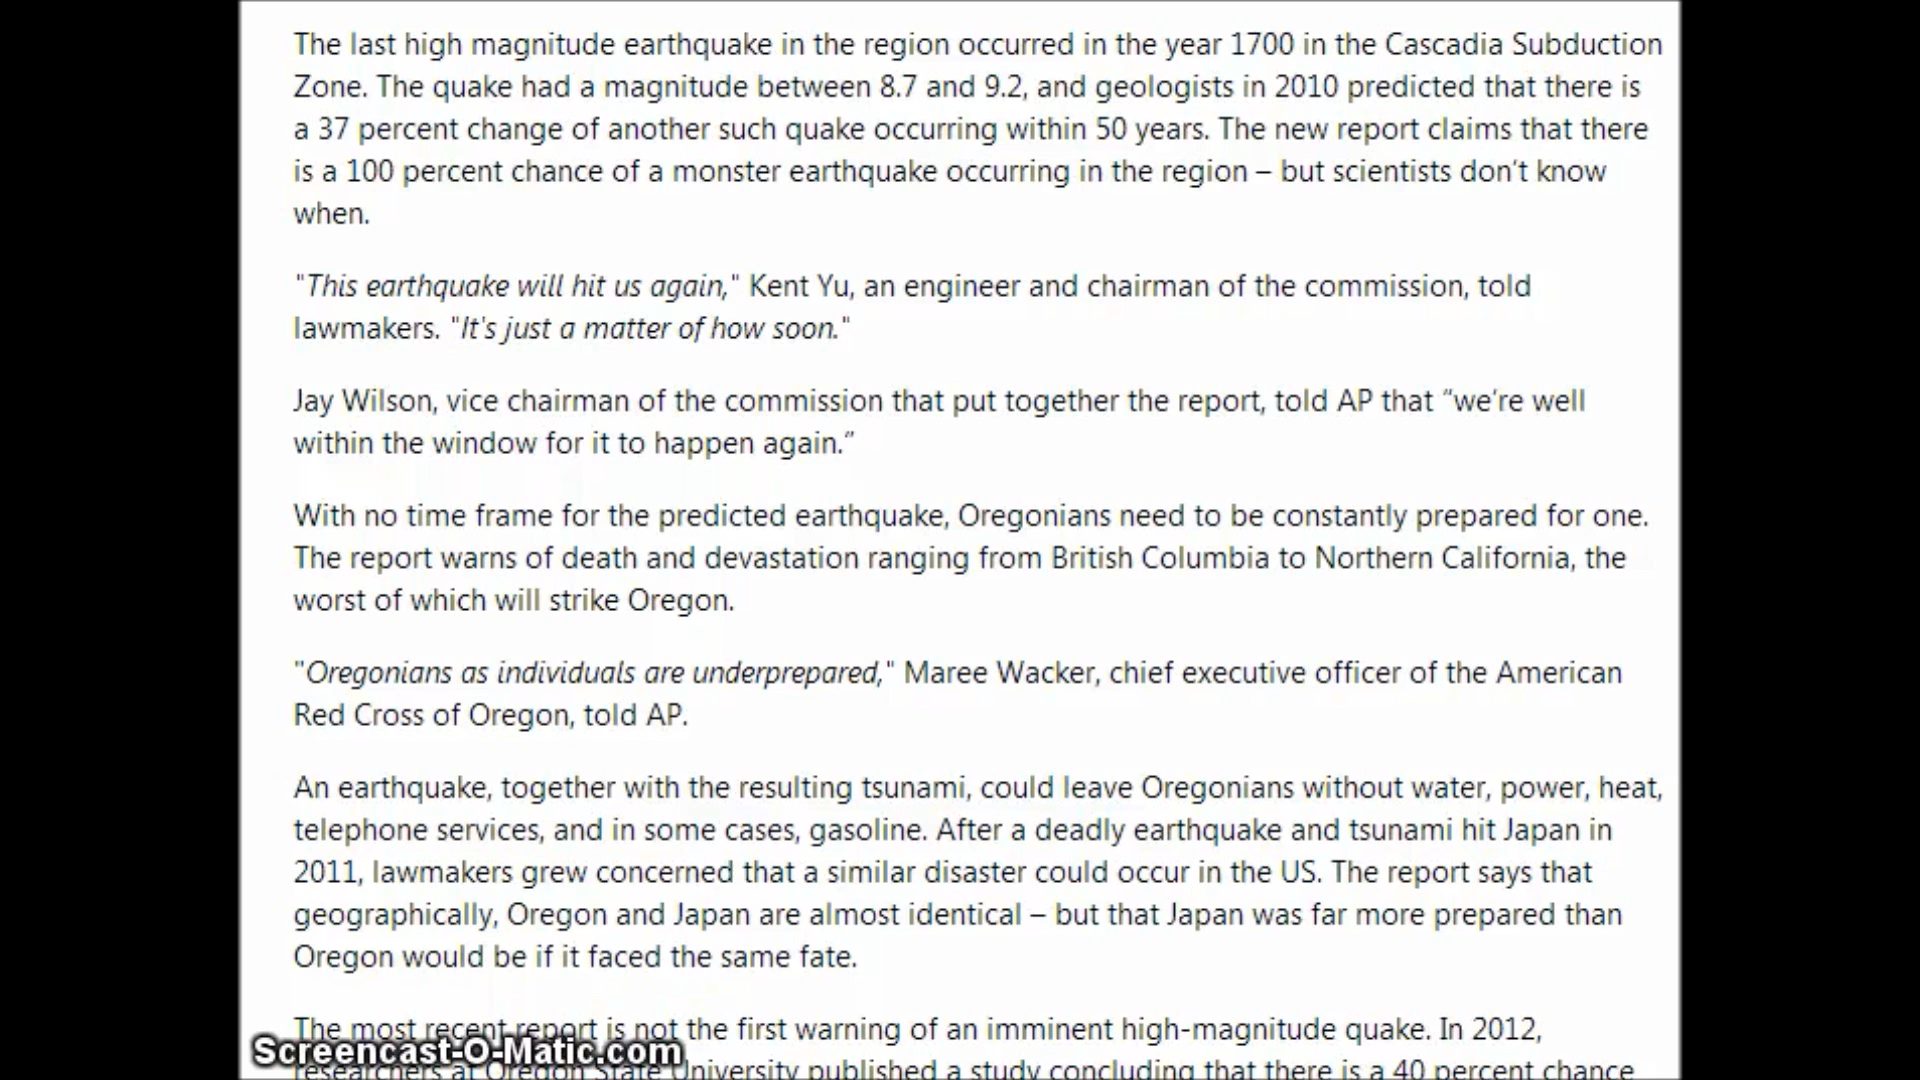 The last high magnitude earthquake in the region occurred in the year 1700 in the Cascadia Subduction
Zone. The quake had a magnitude between 8.7 and 9.2, and geologists in 2010 predicted that there is
a 37 percent change of another such quake occurring within 50 years. The new report claims that there
is a 100 percent chance of a monster earthquake occurring in the region – but scientists don't know
when.
"This earthquake will hit us again," Kent Yu, an engineer and chairman of the commission, told
lawmakers. "It's just a matter of how soon."
Jay Wilson, vice chairman of the commission that put together the report, told AP that “we're well
within the window for it to happen again.”
With no time frame for the predicted earthquake, Oregonians need to be constantly prepared for one.
The report warns of death and devastation ranging from British Columbia to Northern California, the
worst of which will strike Oregon.
"Oregonians as individuals are underprepared," Maree Wacker, chief executive officer of the American
Red Cross of Oregon, told AP.
An earthquake, together with the resulting tsunami, could leave Oregonians without water, power, heat,
telephone services, and in some cases, gasoline. After a deadly earthquake and tsunami hit Japan in
2011, lawmakers grew concerned that a similar disaster could occur in the US. The report says that
geographically, Oregon and Japan are almost identical – but that Japan was far more prepared than
Oregon would be if it faced the same fate.
The most recent report is not the first warning of an imminent high-magnitude quake. In 2012,
Screencast-O-Matic.com
researchers at Oregon State University published a study concluding that there is a 40 percent chance